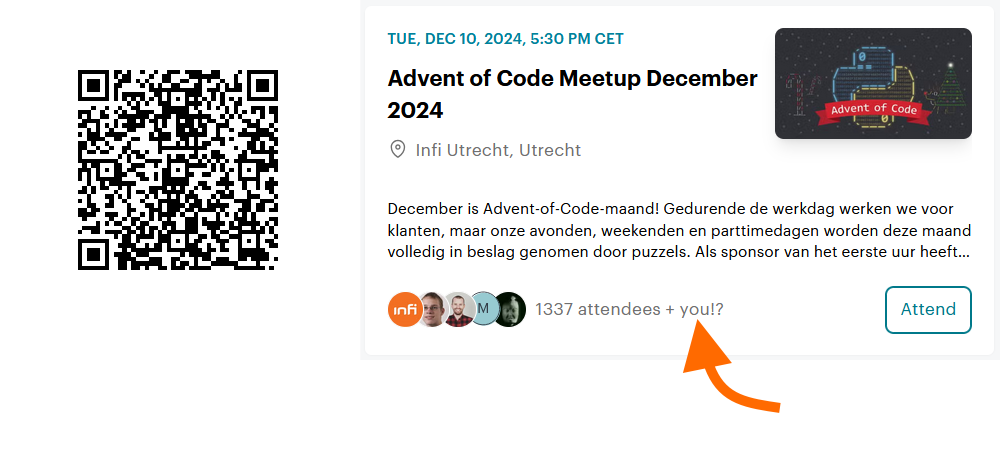 TUE, DEC 10, 2024, 5:30 PM CET
Advent of Code Meetup December
2024
Advent of Code
Infi Utrecht, Utrecht
December is Advent-of-Code-maand! Gedurende de werkdag werken we voor
klanten, maar onze avonden, weekenden en parttimedagen worden deze maand
volledig in beslag genomen door puzzels. Als sponsor van het eerste uur heeft...
infi
M
1337 attendees + you!?
Attend